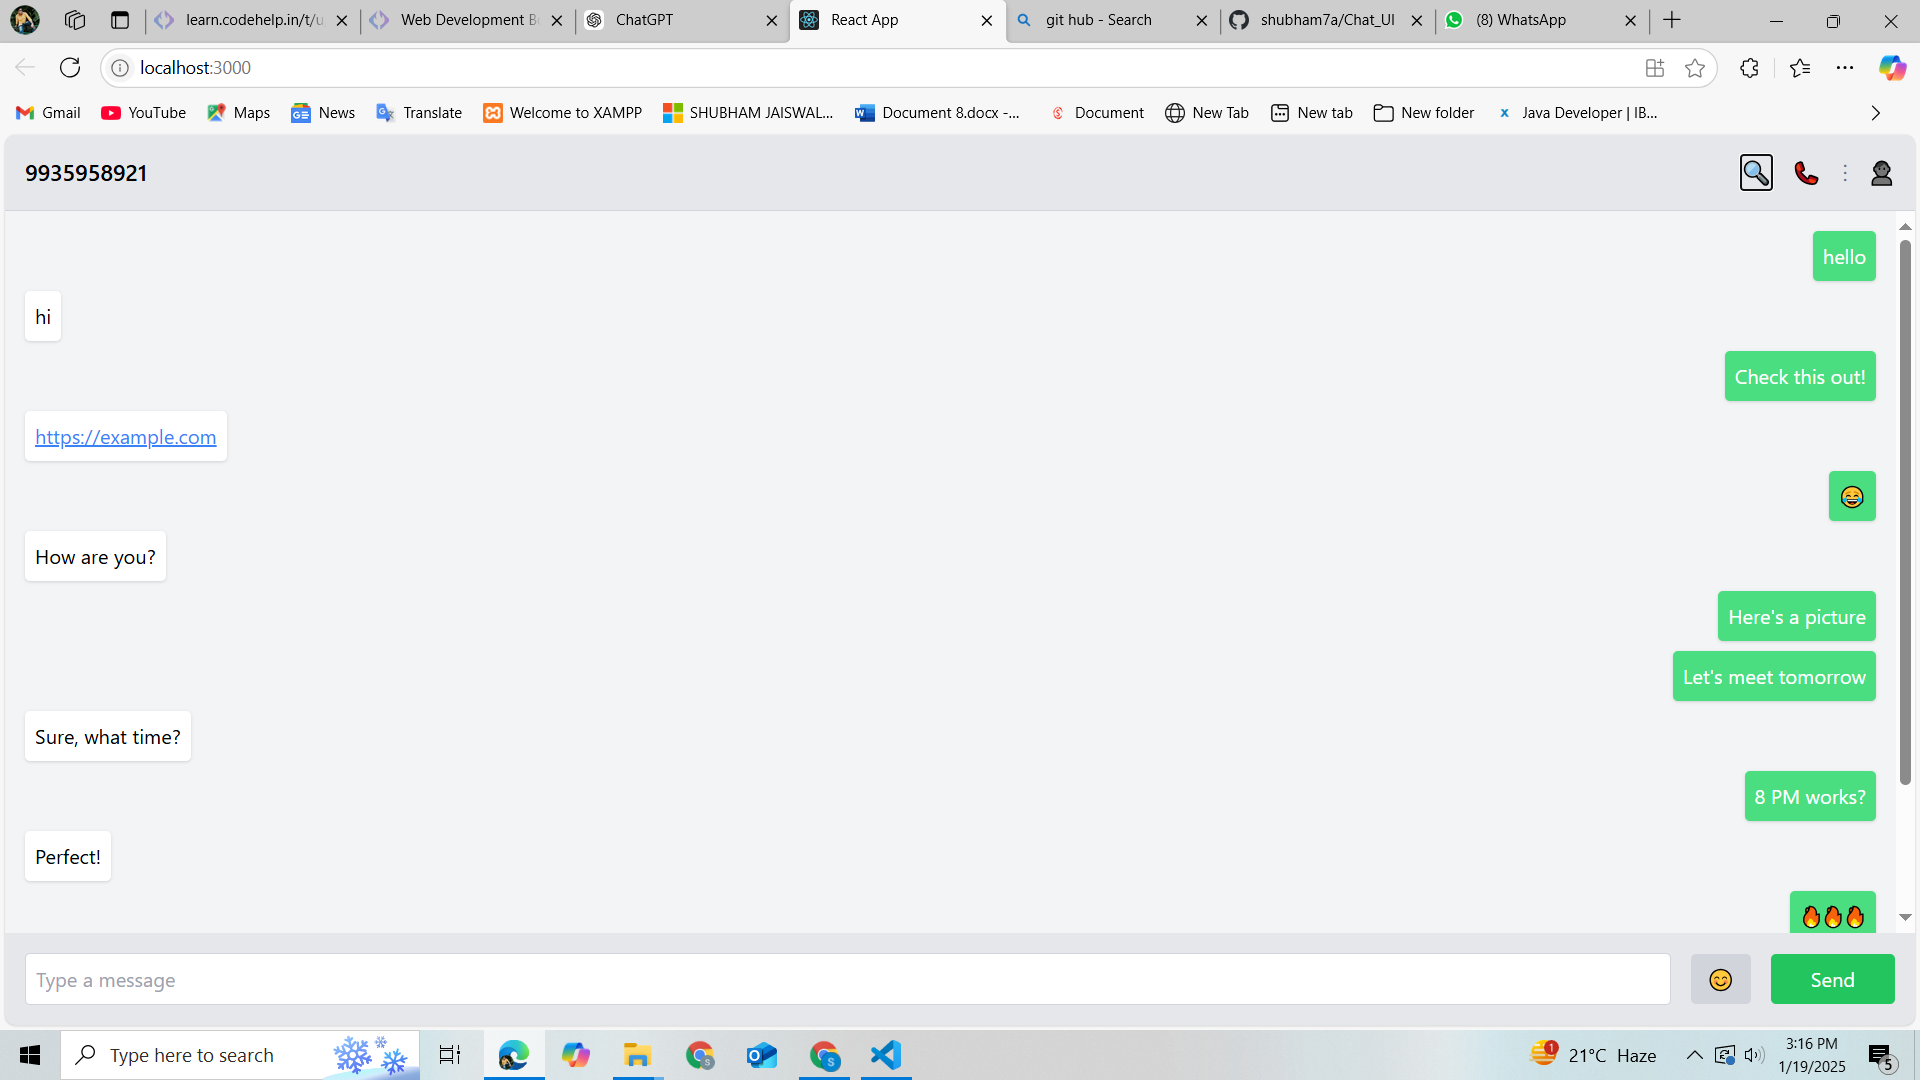 learn.codehelp.in/t/u
Web Development B
ChatGPT
React App
git hub - Search
shubham7a/Chat_UI
(8) WhatsApp
localhost:3000
Gmail
YouTube
Maps
News
Translate
Welcome to XAMPP
SHUBHAM JAISWAL...
Document 8.docx -...
Document
New Tab
New tab
New folder
Java Developer | IB...
9935958921
hello
hi
Check this out!
https://example.com
😂
How are you?
Here's a picture
Let's meet tomorrow
Sure, what time?
8 PM works?
Perfect!
🔥🔥🔥
Type a message
😊
Send
Type here to search
1
21°C Haze
3:16 PM
1/19/2025
5